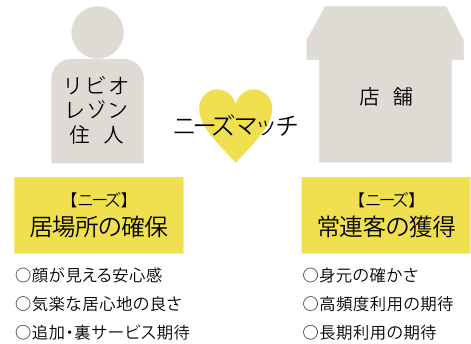 リビオ
レゾン
住 人
ニーズマッチ
店 舗
【ニーズ】
居場所の確保
○顔が見える安心感
○気楽な居心地の良さ
○追加・裏サービス期待
【ニーズ】
常連客の獲得
○身元の確かさ
○高頻度利用の期待
○長期利用の期待